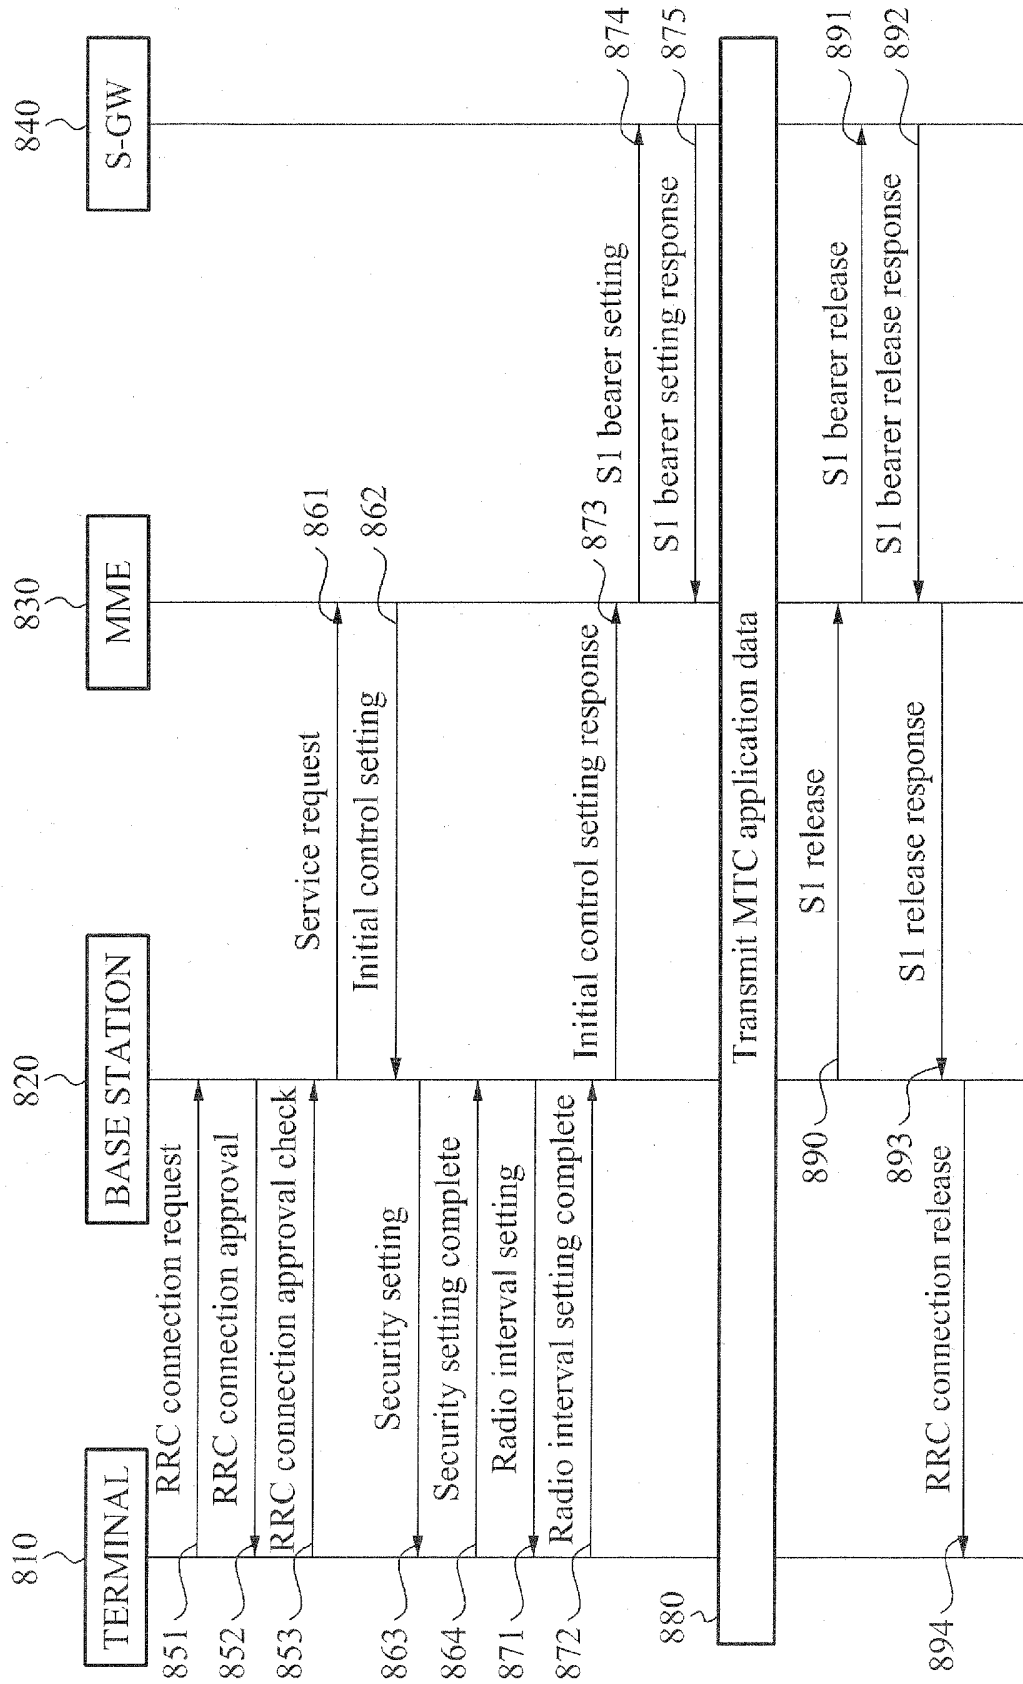 810
TERMINAL
820
BASE STATION
830
MME
840
S-GW
RRC connection request
851
RRC connection approval
852
RRC connection approval check
853
Service request
861
Initial control setting
862
Security setting
863
Security setting complete
864
Radio interval setting
871
Radio interval setting complete
872
Initial control setting response
873
S1 bearer setting
874
S1 bearer setting response
875
880
Transmit MTC application data
S1 release
890
S1 bearer release
891
S1 bearer release response
892
S1 release response
893
RRC connection release
894